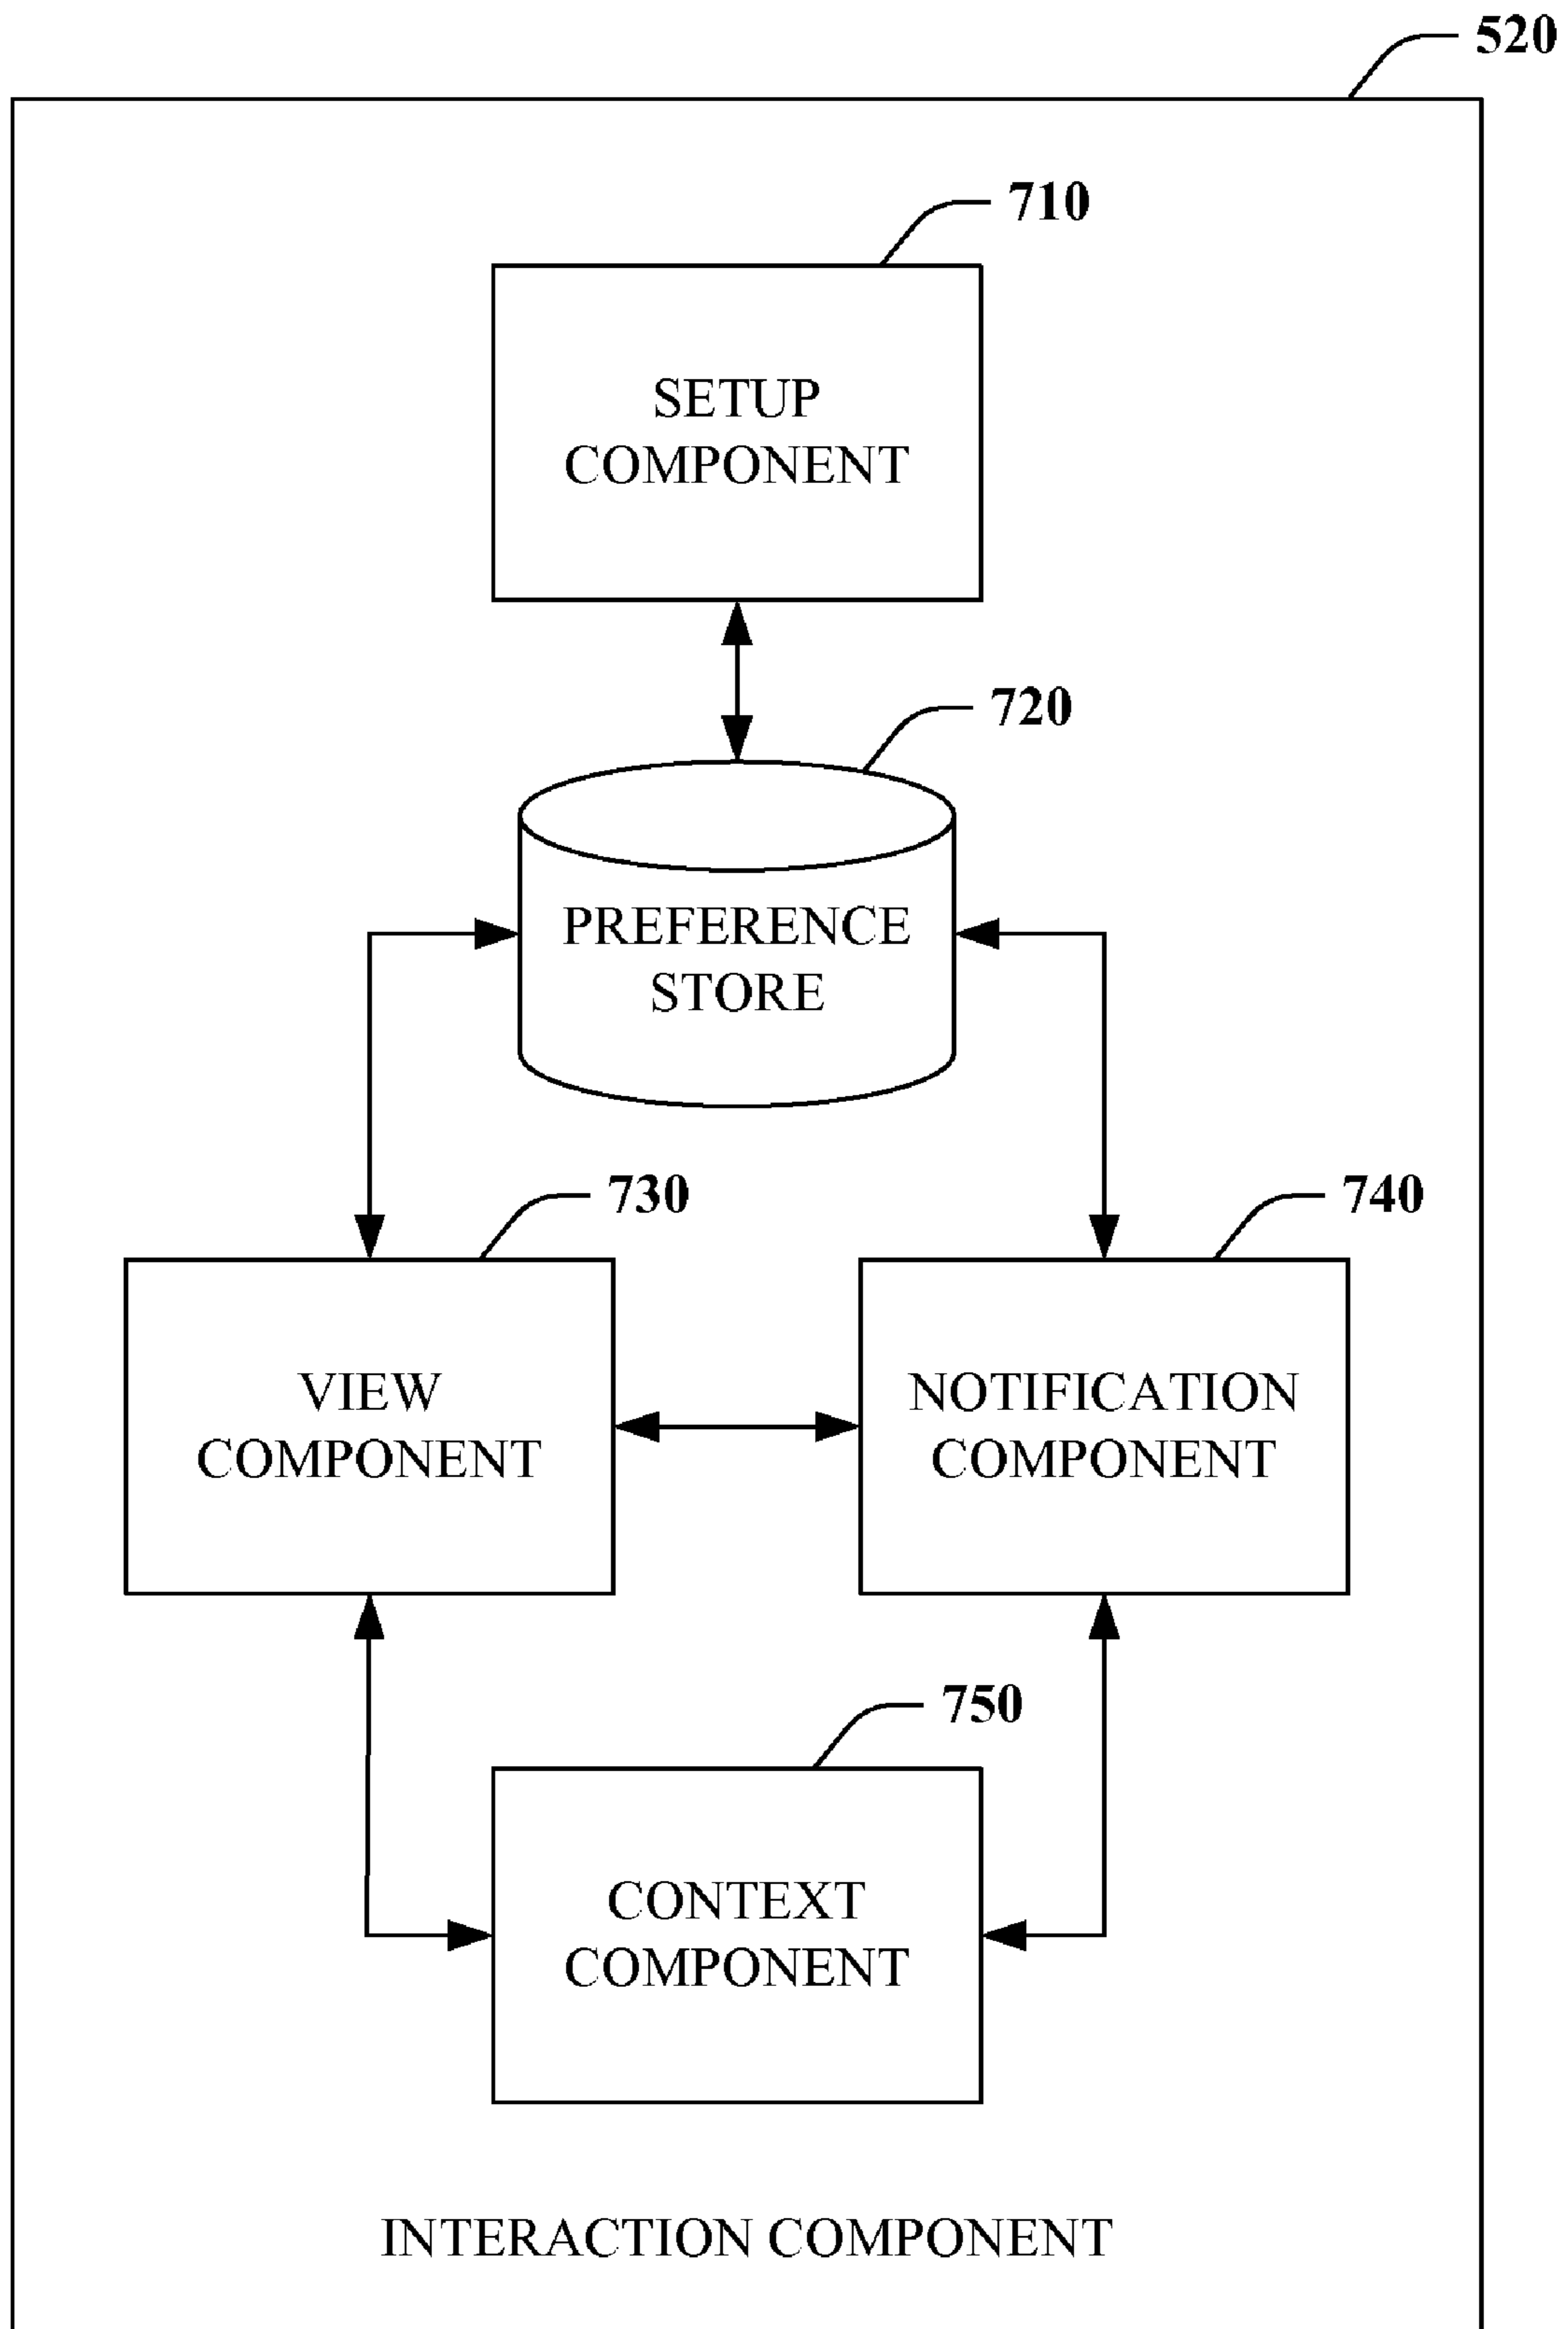 520
710
SETUP
COMPONENT
720
PREFERENCE
STORE
730
740
VIEW
COMPONENT
NOTIFICATION
COMPONENT
750
CONTEXT
COMPONENT
INTERACTION COMPONENT